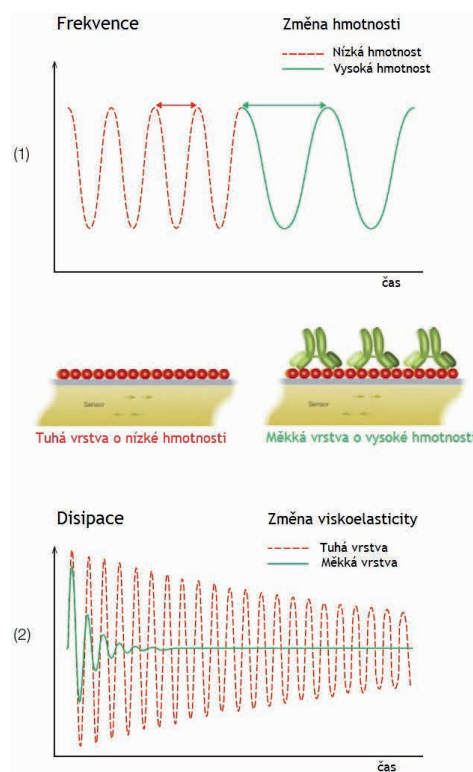 Frekvence
Změna hmotnosti
Nízká hmotnost
Vysoká hmotnost
(1)
čas
Sensor
Sensor
Tuhá vrstva o nízké hmotnosti
Měkká vrstva o vysoké hmotnosti
Disipace
Změna viskoelasticity
Tuhá vrstva
Měkká vrstva
(2)
čas